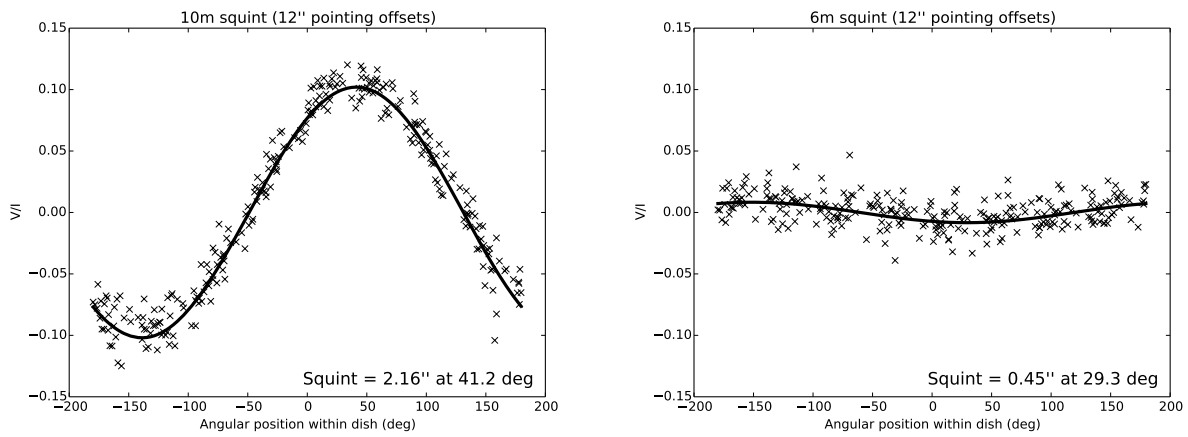 10m squint (12'' pointing offsets)
0.15
0.10
0.05
0.00
−0.05
−0.10
−0.15
V/I
Squint = 2.16'' at 41.2 deg
−200 −150 −100 −50 0 50 100 150 200
Angular position within dish (deg)
6m squint (12'' pointing offsets)
0.15
0.10
0.05
0.00
−0.05
−0.10
−0.15
V/I
Squint = 0.45'' at 29.3 deg
−200 −150 −100 −50 0 50 100 150 200
Angular position within dish (deg)